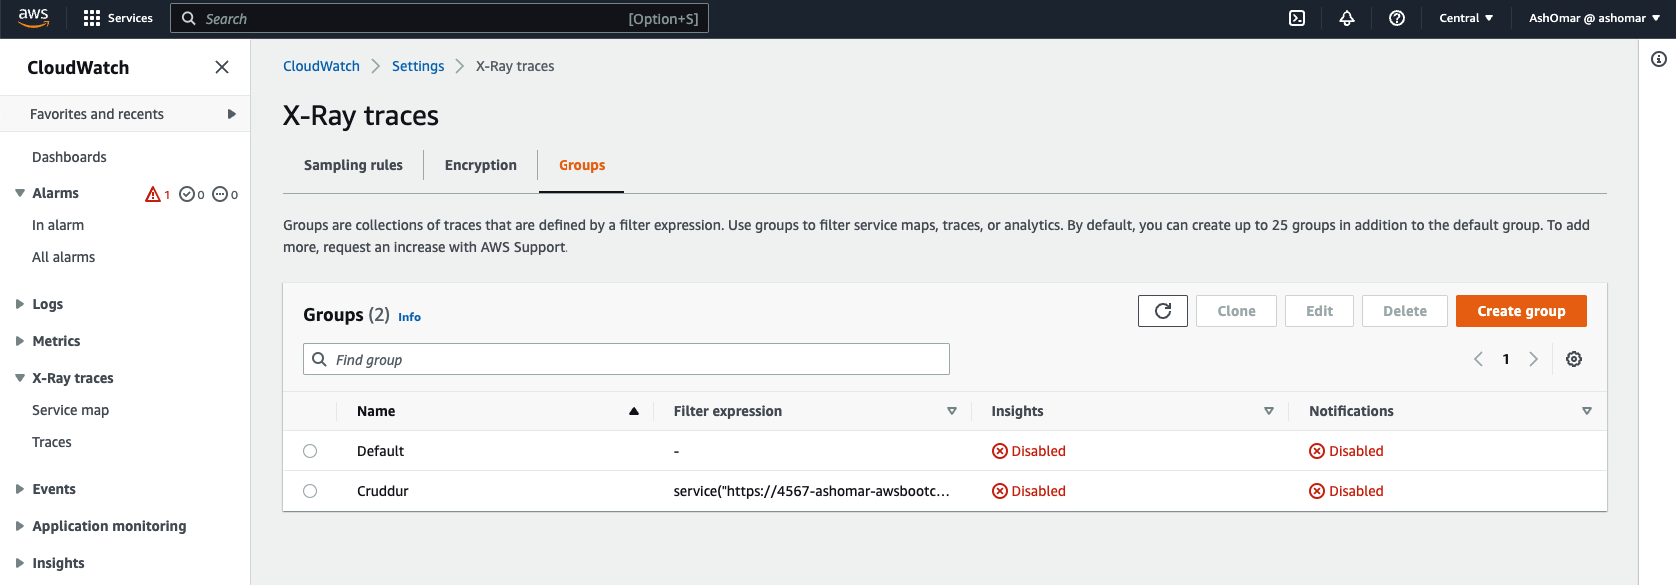 aws
Services
Search
[Option+S]
Central
AshOmar @ ashomar
CloudWatch
Favorites and recents
Dashboards
Alarms
1
0
0
In alarm
All alarms
Logs
Metrics
X-Ray traces
Service map
Traces
Events
Application monitoring
Insights
CloudWatch
Settings
X-Ray traces
X-Ray traces
Sampling rules
Encryption
Groups
Groups are collections of traces that are defined by a filter expression. Use groups to filter service maps, traces, or analytics. By default, you can create up to 25 groups in addition to the default group. To add
more, request an increase with AWS Support.
Groups (2) Info
Clone
Edit
Delete
Create group
Find group
1
Name Filter expression Insights Notifications
Default - Disabled Disabled
Cruddur service("https://4567-ashomar-awsbootc... Disabled Disabled